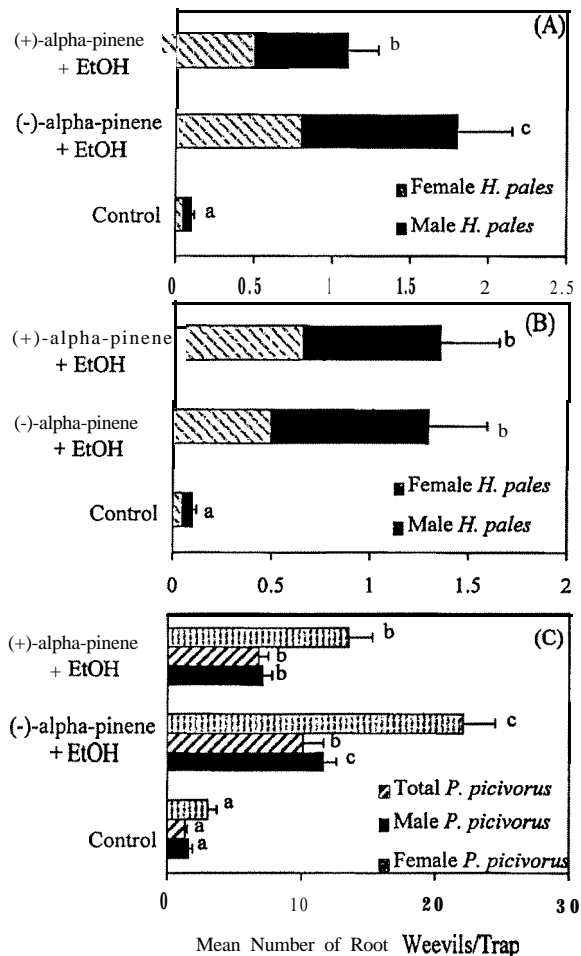 (A)
(+)-alpha-pinene
+ EtOH
b
(-)-alpha-pinene
+ EtOH
c
Female H. pales
Male H. pales
Control
a
0 0.5 1 1.5 2 2.5
(B)
(+)-alpha-pinene
+ EtOH
b
(-)-alpha-pinene
+ EtOH
b
Female H. pales
Male H. pales
Control
a
0 0.5 1 1.5 2
(C)
(+)-alpha-pinene
+ EtOH
b
b
b
(-)-alpha-pinene
+ EtOH
c
b
c
Total P. picivorus
Male P. picivorus
Female P. picivorus
Control
a
a
a
0 10 20 30
Mean Number of Root Weevils/Trap